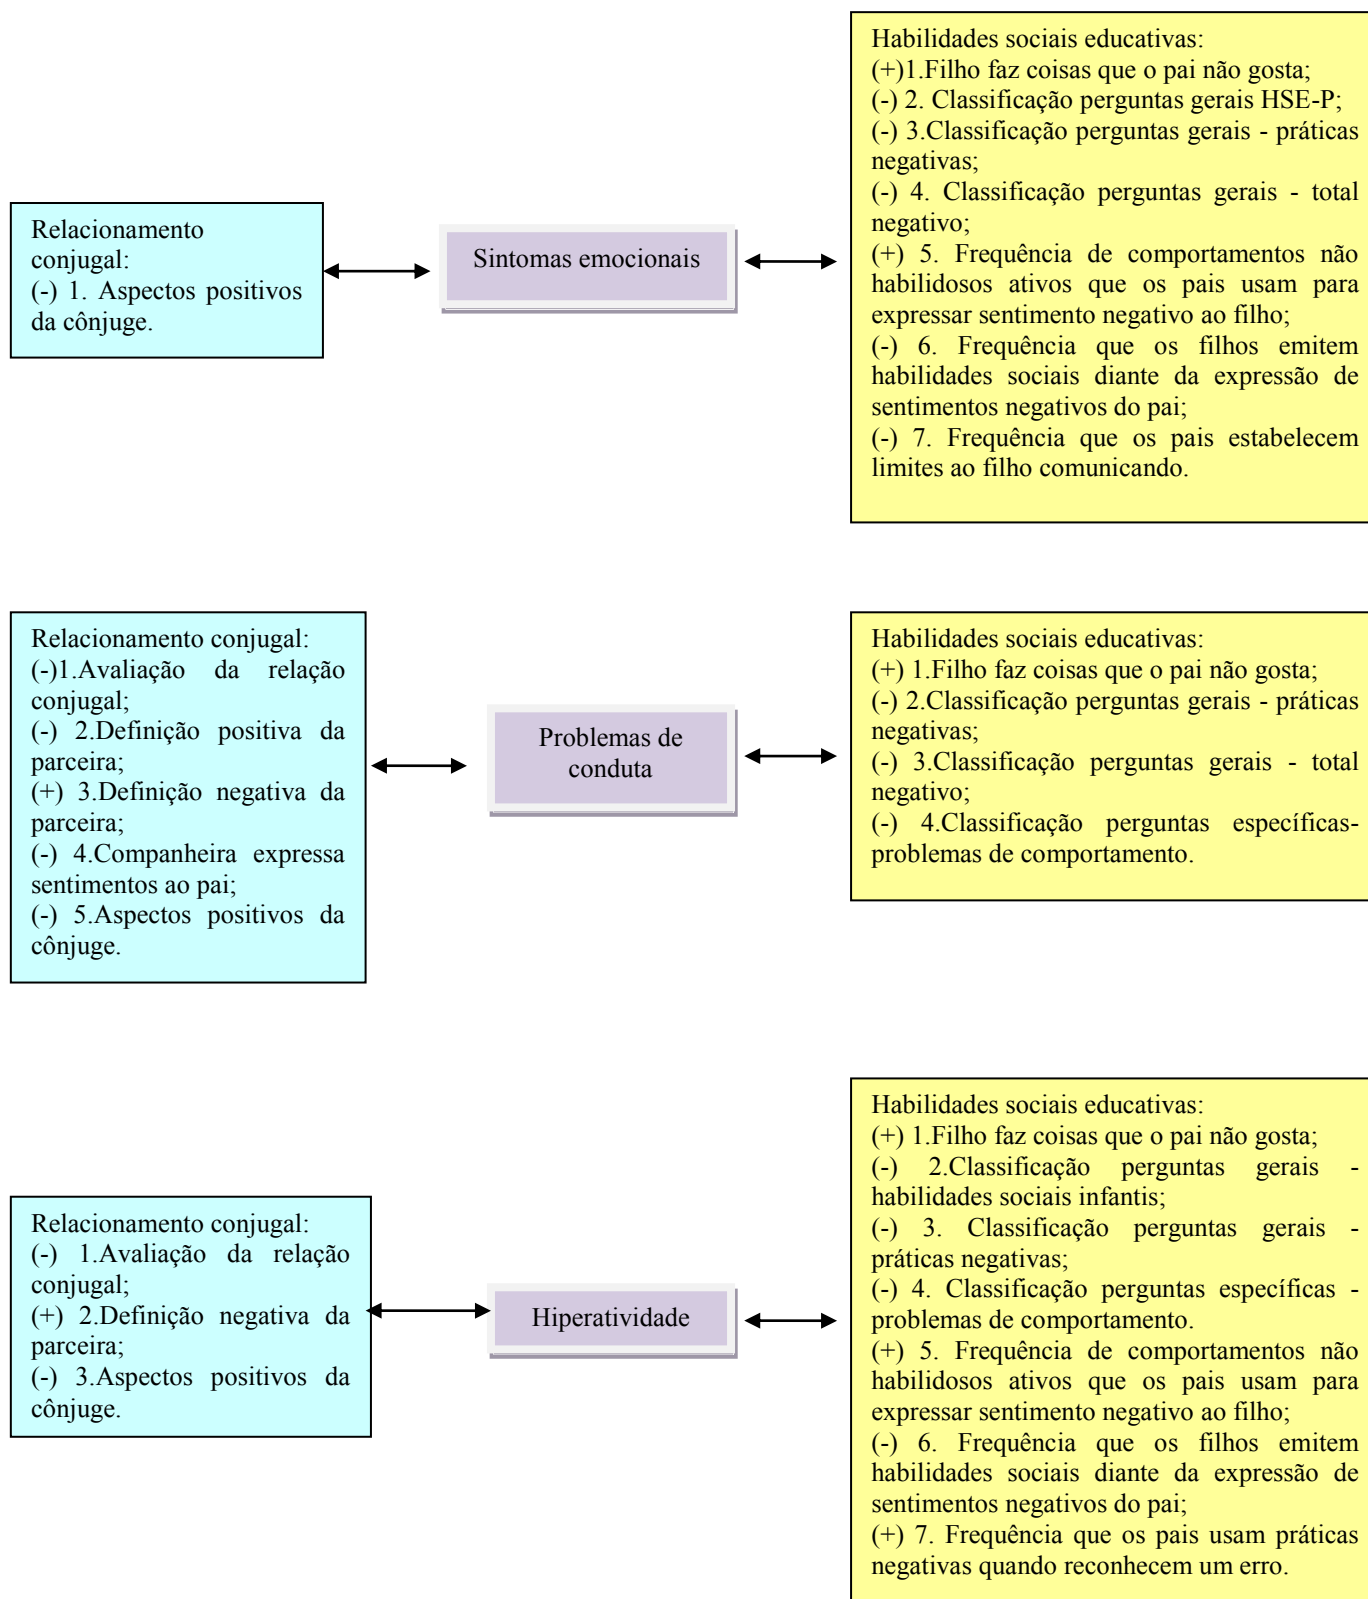 Relacionamento
conjugal:
(-) 1. Aspectos positivos
da cônjuge.
Sintomas emocionais
Habilidades sociais educativas:
(+)1.Filho faz coisas que o pai não gosta;
(-) 2. Classificação perguntas gerais HSE-P;
(-) 3.Classificação perguntas gerais - práticas
negativas;
(-) 4. Classificação perguntas gerais - total
negativo;
(+) 5. Frequência de comportamentos não
habilidosos ativos que os pais usam para
expressar sentimento negativo ao filho;
(-) 6. Frequência que os filhos emitem
habilidades sociais diante da expressão de
sentimentos negativos do pai;
(-) 7. Frequência que os pais estabelecem
limites ao filho comunicando.
Relacionamento conjugal:
(-)1.Avaliação da relação
conjugal;
(-) 2.Definição positiva da
parceira;
(+) 3.Definição negativa da
parceira;
(-) 4.Companheira expressa
sentimentos ao pai;
(-) 5.Aspectos positivos da
cônjuge.
Problemas de
conduta
Habilidades sociais educativas:
(+) 1.Filho faz coisas que o pai não gosta;
(-) 2.Classificação perguntas gerais - práticas
negativas;
(-) 3.Classificação perguntas gerais - total
negativo;
(-) 4.Classificação perguntas específicas-
problemas de comportamento.
Relacionamento conjugal:
(-) 1.Avaliação da relação
conjugal;
(+) 2.Definição negativa da
parceira;
(-) 3.Aspectos positivos da
cônjuge.
Hiperatividade
Habilidades sociais educativas:
(+) 1.Filho faz coisas que o pai não gosta;
(-) 2.Classificação perguntas gerais -
habilidades sociais infantis;
(-) 3. Classificação perguntas gerais -
práticas negativas;
(-) 4. Classificação perguntas específicas -
problemas de comportamento.
(+) 5. Frequência de comportamentos não
habilidosos ativos que os pais usam para
expressar sentimento negativo ao filho;
(-) 6. Frequência que os filhos emitem
habilidades sociais diante da expressão de
sentimentos negativos do pai;
(+) 7. Frequência que os pais usam práticas
negativas quando reconhecem um erro.